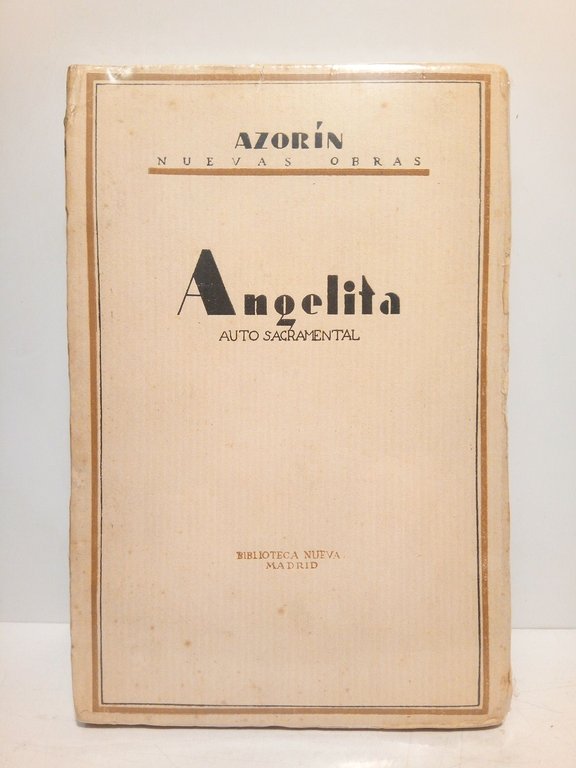 AZORÍN
NUEVAS OBRAS
Angelita
AUTO SACRAMENTAL
BIBLIOTECA NUEVA
MADRID